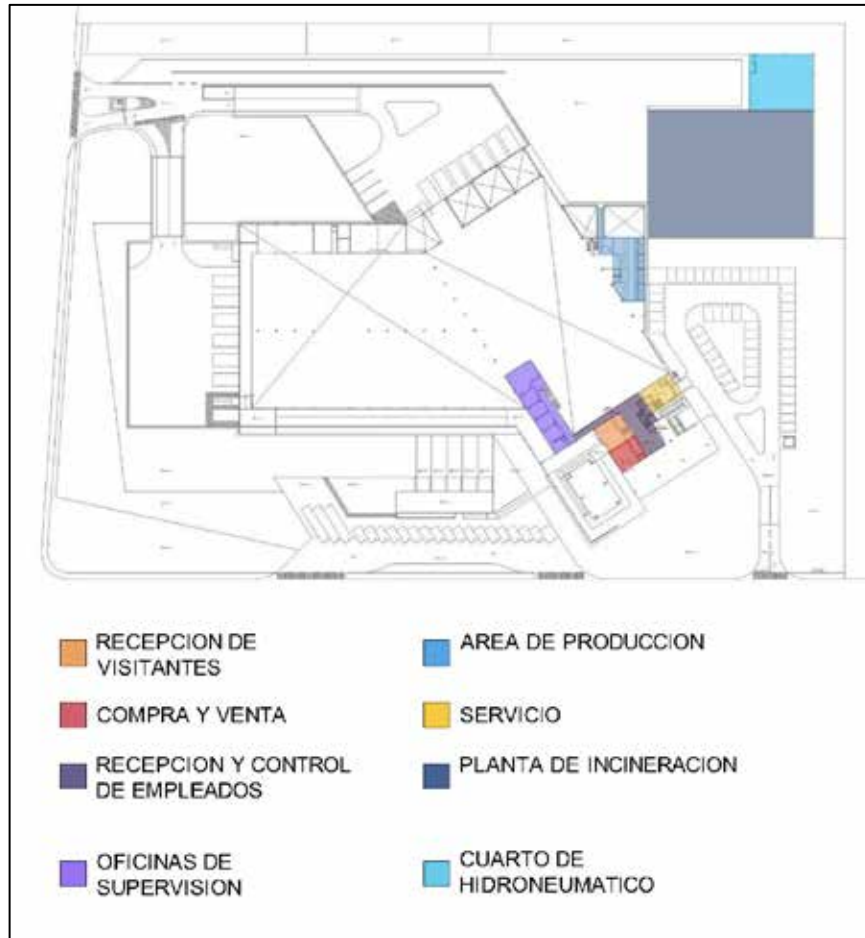 RECEPCION DE
VISITANTES
COMPRA Y VENTA
RECEPCION Y CONTROL
DE EMPLEADOS
OFICINAS DE
SUPERVISION
AREA DE PRODUCCION
SERVICIO
PLANTA DE INCINERACION
CUARTO DE
HIDRONEUMATICO